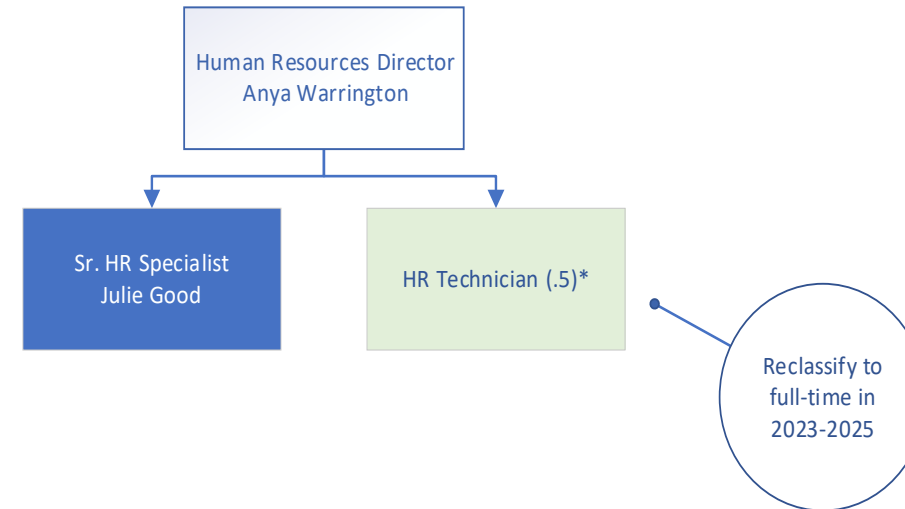 Human Resources Director
Anya Warrington
Sr. HR Specialist
Julie Good
HR Technician (.5)*
Reclassify to
full-time in
2023-2025